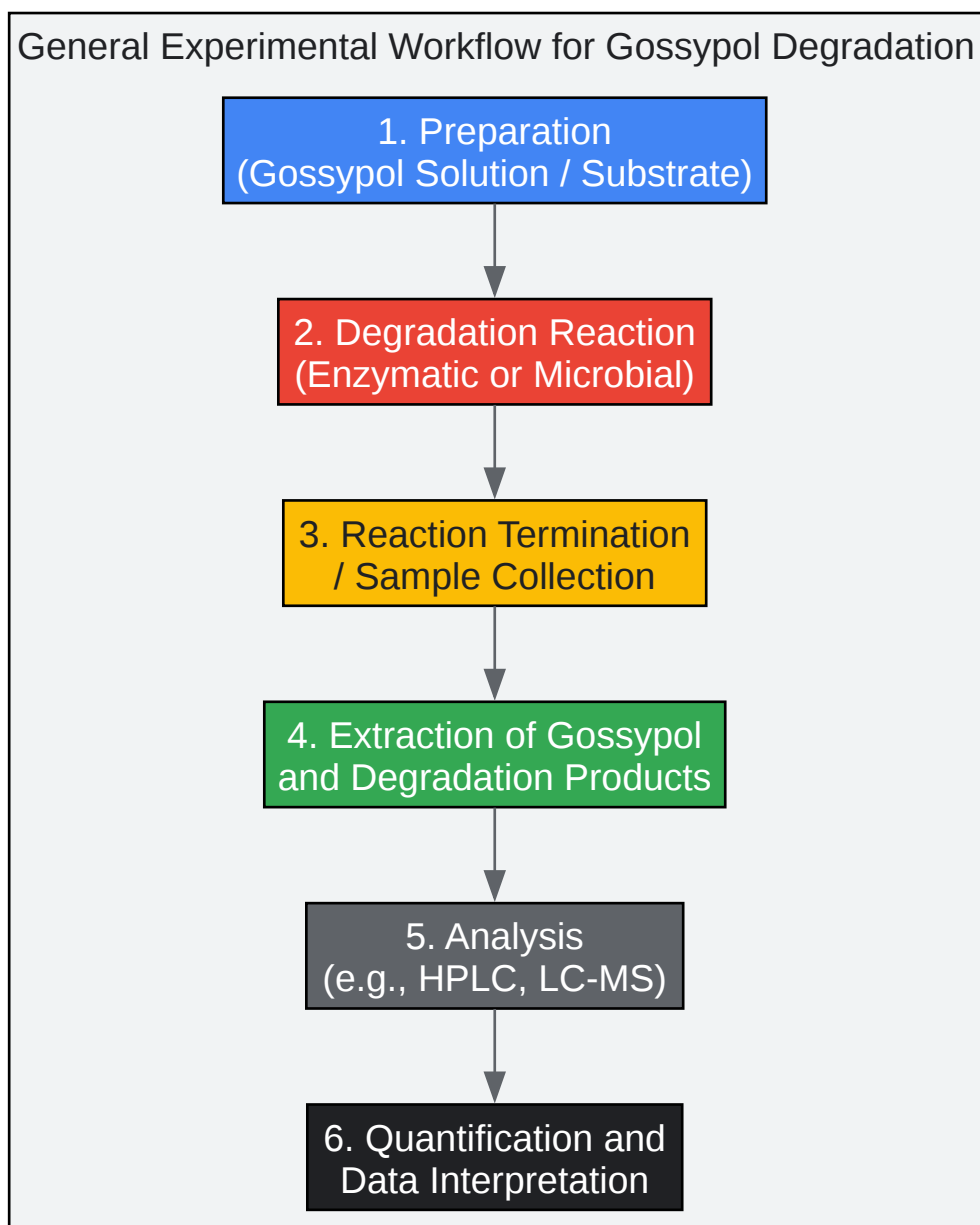 General Experimental Workflow for Gossypol Degradation
1. Preparation
(Gossypol Solution / Substrate)
2. Degradation Reaction
(Enzymatic or Microbial)
3. Reaction Termination
/ Sample Collection
4. Extraction of Gossypol
and Degradation Products
5. Analysis
(e.g., HPLC, LC-MS)
6. Quantification and
Data Interpretation